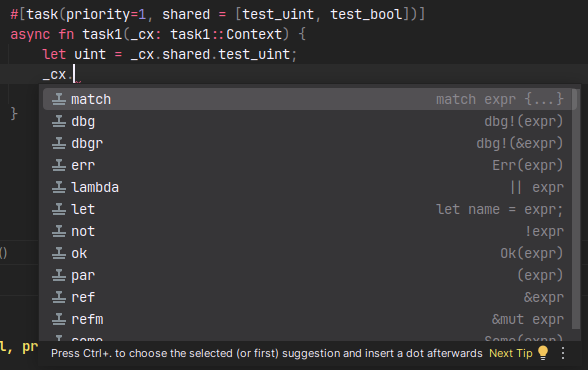 #[task(priority=1, shared = [test_uint, test_bool])]
async fn task1(_cx: task1::Context) {
let uint = _cx.shared.test_uint;
_cx.
match match expr {...}
dbg dbg!(expr)
dbgr dbg!(&expr)
err Err(expr)
lambda || expr
let let name = expr;
not !expr
ok Ok(expr)
par (expr)
ref &expr
refm &mut expr
}
()
l, pr
Press Ctrl+. to choose the selected (or first) suggestion and insert a dot afterwards Next Tip